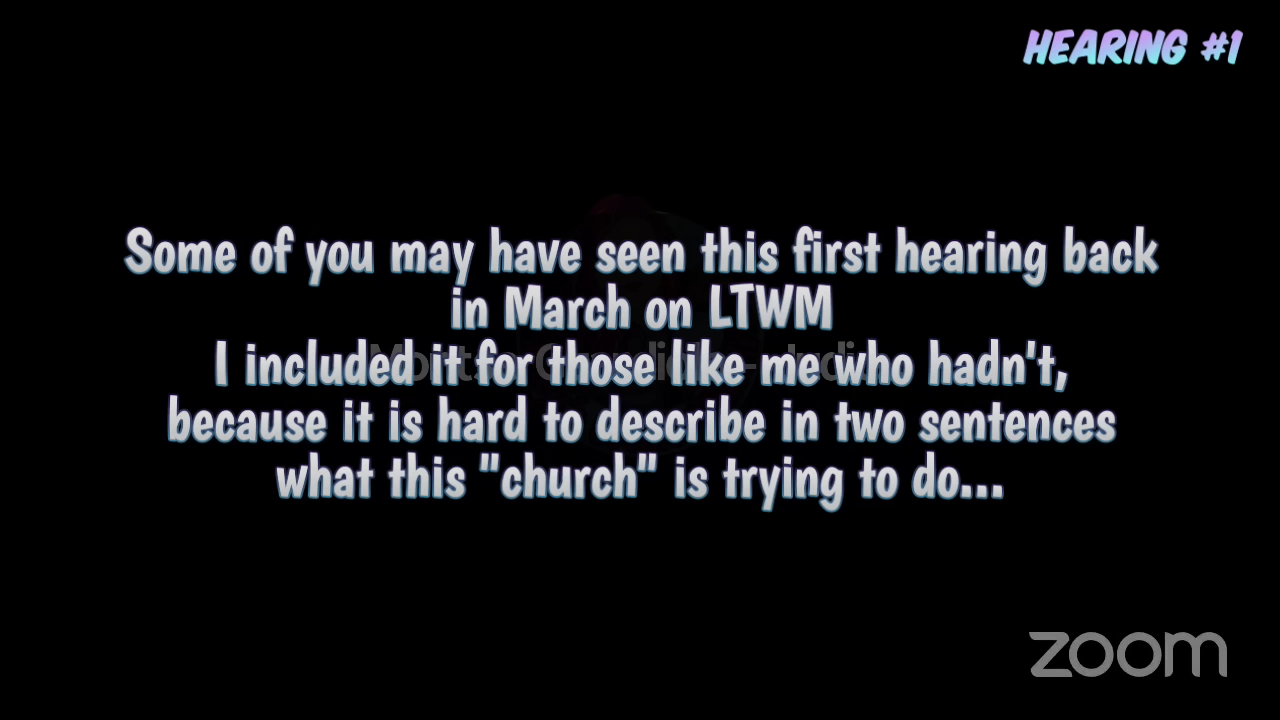 HEARING #1
Some of you may have seen this first hearing back
in March on LTWM
I included it for those like me who hadn't,
because it is hard to describe in two sentences
what this "church" is trying to do...
zoom